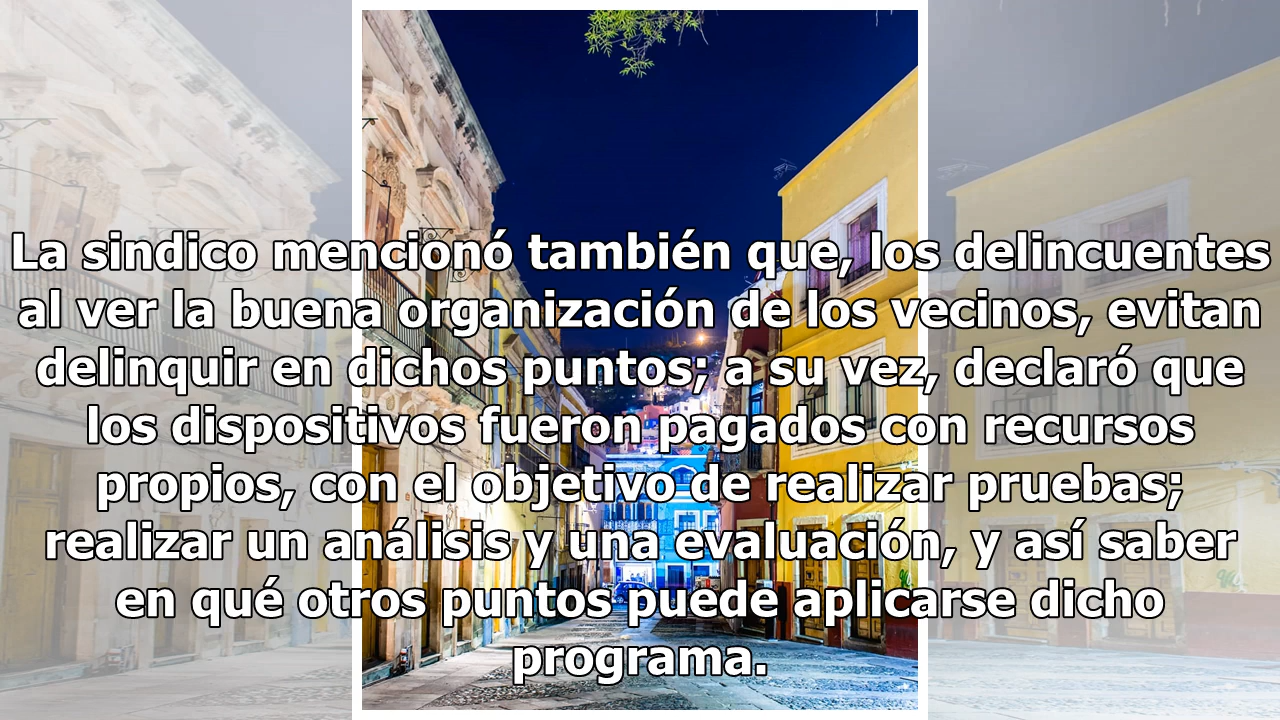 La sindico mencionó también que, los delincuentes
al ver la buena organización de los vecinos, evitan
delinquir en dichos puntos; a su vez, declaró que
los dispositivos fueron pagados con recursos
propios, con el objetivo de realizar pruebas;
realizar un análisis y una evaluación, y así saber
en qué otros puntos puede aplicarse dicho
programa.